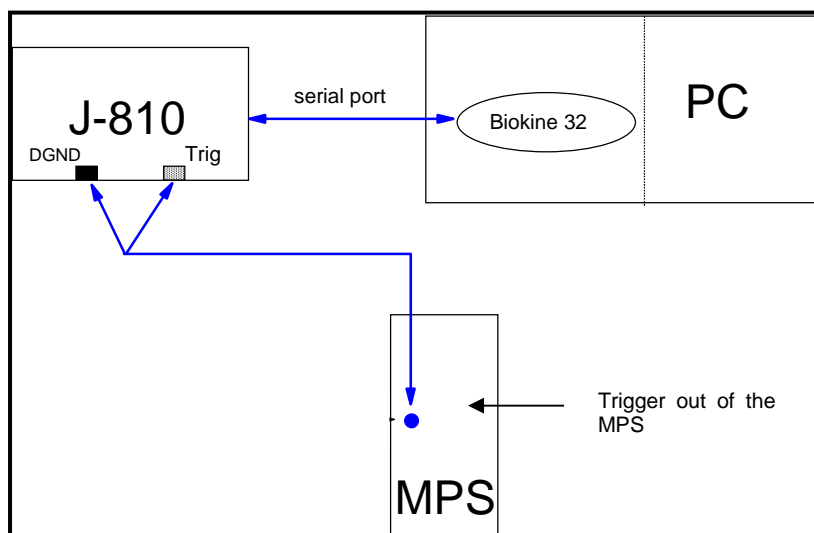 J-810
DGND
Trig
serial port
Biokine 32
PC
Trigger out of the
MPS
MPS